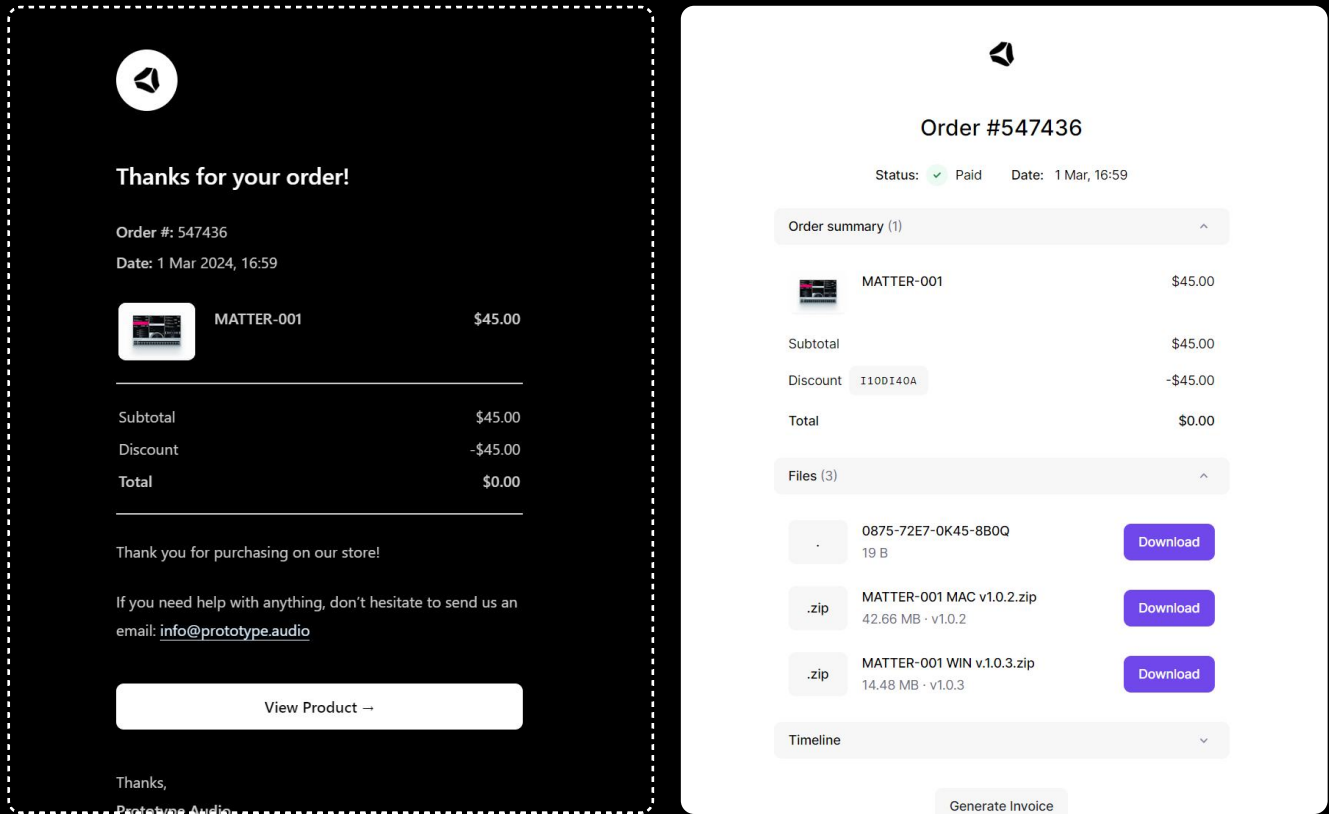 Thanks for your order!
Order #: 547436
Date: 1 Mar 2024, 16:59
MATTER-001 $45.00
Subtotal $45.00
Discount -$45.00
Total $0.00
Thank you for purchasing on our store!
If you need help with anything, don't hesitate to send us an
email: info@prototype.audio
View Product →
Thanks,
Prototype Audio
Order #547436
Status: Paid Date: 1 Mar, 16:59
Order summary (1)
MATTER-001 $45.00
Subtotal $45.00
Discount I1ODI4OA -$45.00
Total $0.00
Files (3)
. 0875-72E7-0K45-8B0Q Download
19 B
.zip MATTER-001 MAC v1.0.2.zip Download
42.66 MB · v1.0.2
.zip MATTER-001 WIN v.1.0.3.zip Download
14.48 MB · v1.0.3
Timeline
Generate Invoice